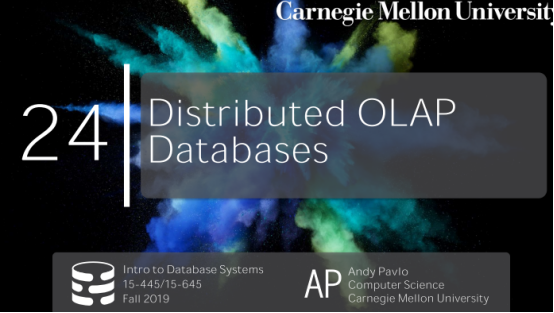 Carnegie Mellon University
24
Distributed OLAP
Databases
Intro to Database Systems
15-445/15-645
Fall 2019
AP
Andy Pavlo
Computer Science
Carnegie Mellon University